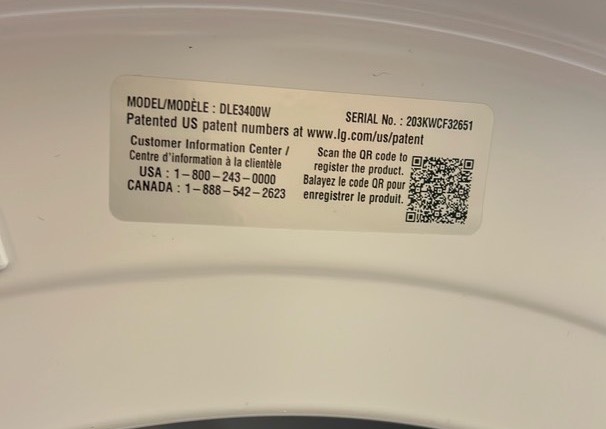 MODEL/MODÈLE : DLE3400W
SERIAL No. : 203KWCF32651
Patented US patent numbers at www.lg.com/us/patent
Customer Information Center /
Centre d'information à la clientèle
USA : 1-800-243-0000
CANADA : 1-888-542-2623
Scan the QR code to
register the product.
Balayez le code QR pour
enregistrer le produit.